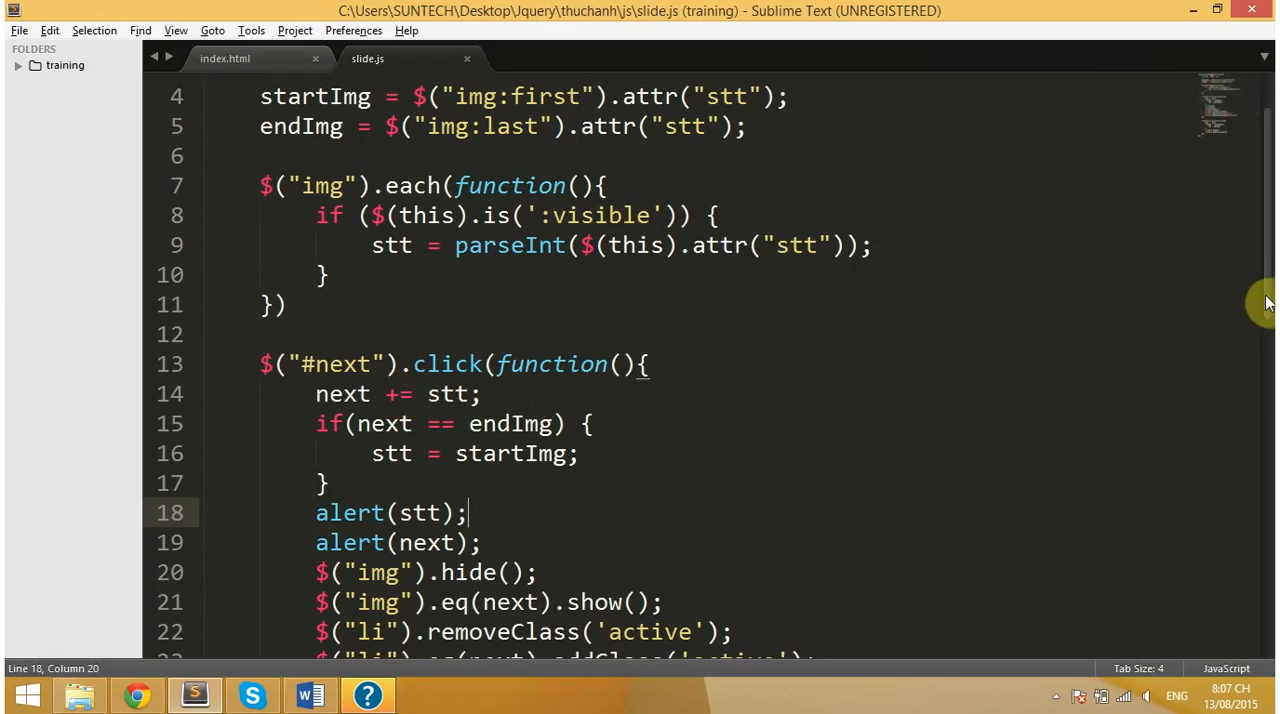 C:\Users\SUNTECH\Desktop\Jquery\thuchanh\js\slide.js (training) - Sublime Text (UNREGISTERED)
File Edit Selection Find View Goto Tools Project Preferences Help
FOLDERS
training
index.html
slide.js
4 startImg = $("img:first").attr("stt");
5 endImg = $("img:last").attr("stt");
6
7 $("img").each(function(){
8 if ($(this).is(':visible')) {
9 stt = parseInt($(this).attr("stt"));
10 }
11 })
12
13 $("#next").click(function(){
14 next += stt;
15 if(next == endImg) {
16 stt = startImg;
17 }
18 alert(stt);
19 alert(next);
20 $("img").hide();
21 $("img").eq(next).show();
22 $("li").removeClass('active');
Line 18, Column 20
Tab Size: 4
JavaScript
ENG
8:07 CH
13/08/2015